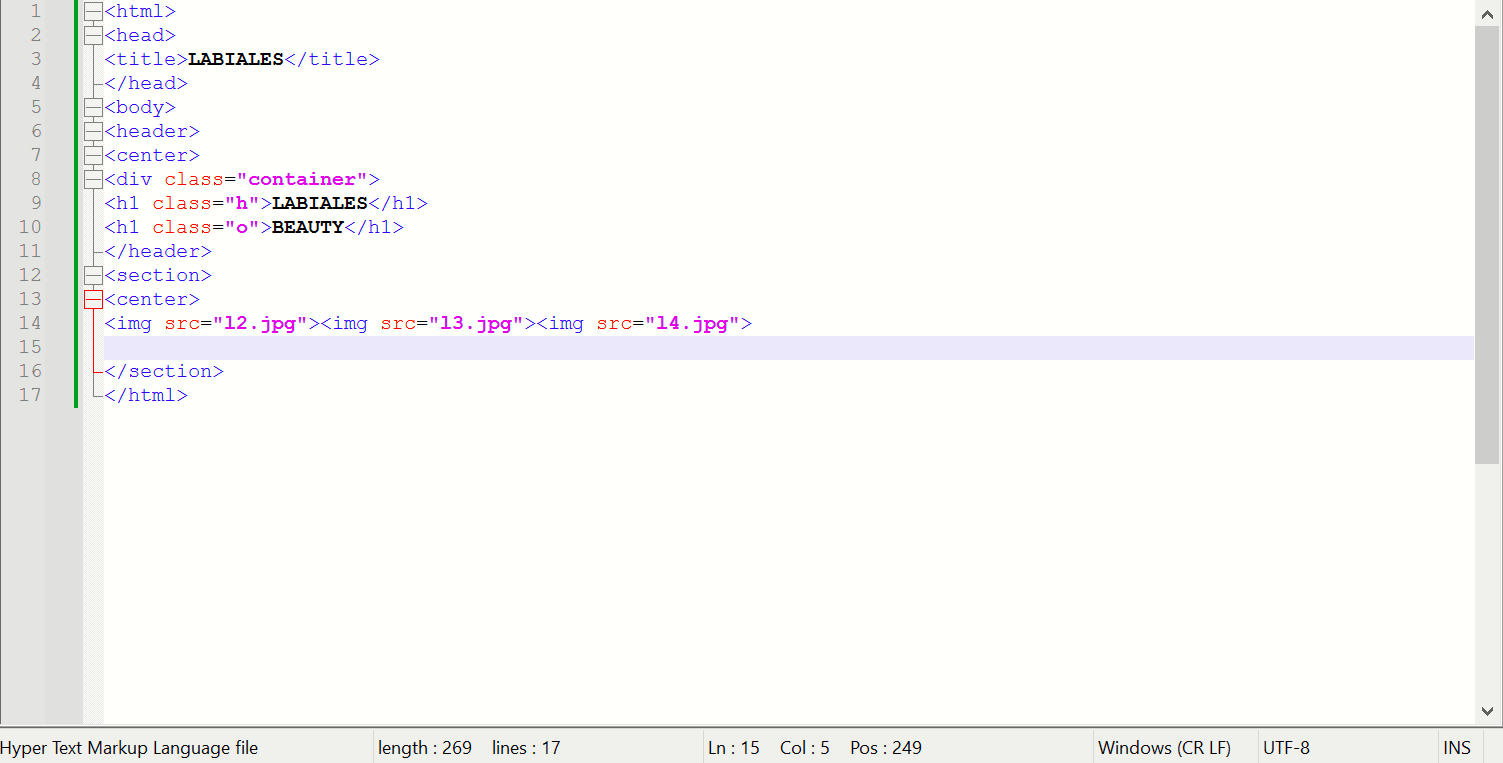 1 <html>
2 <head>
3 <title>LABIALES</title>
4 </head>
5 <body>
6 <header>
7 <center>
8 <div class="container">
9 <h1 class="h">LABIALES</h1>
10 <h1 class="o">BEAUTY</h1>
11 </header>
12 <section>
13 <center>
14 <img src="l2.jpg"><img src="l3.jpg"><img src="l4.jpg">
15
16 </section>
17 </html>
Hyper Text Markup Language file length : 269 lines : 17 Ln : 15 Col : 5 Pos : 249 Windows (CR LF) UTF-8 INS